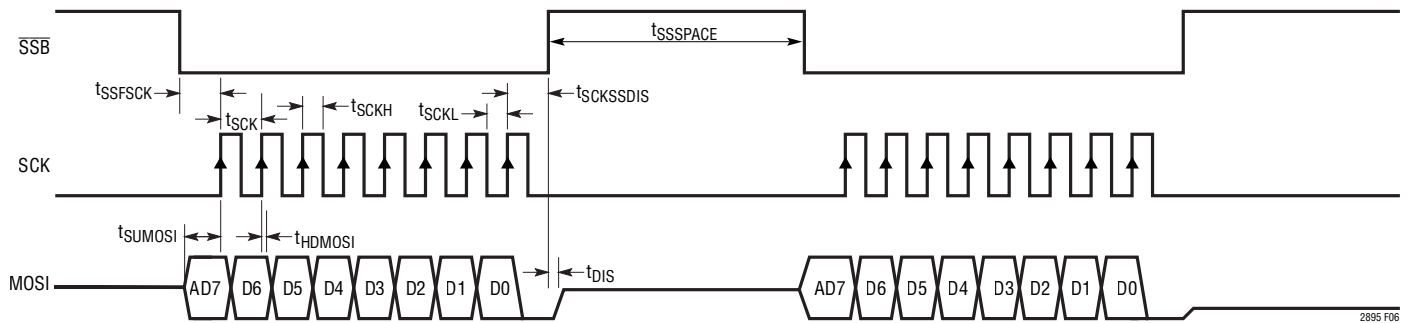 SSB
tSSSPACE
tSSFSCK
tSCK
tSCKH
tSCKL
tSCKSSDIS
SCK
tSUMOSI
tHDMOSI
tDIS
MOSI
AD7 D6 D5 D4 D3 D2 D1 D0
AD7 D6 D5 D4 D3 D2 D1 D0
2895 F06